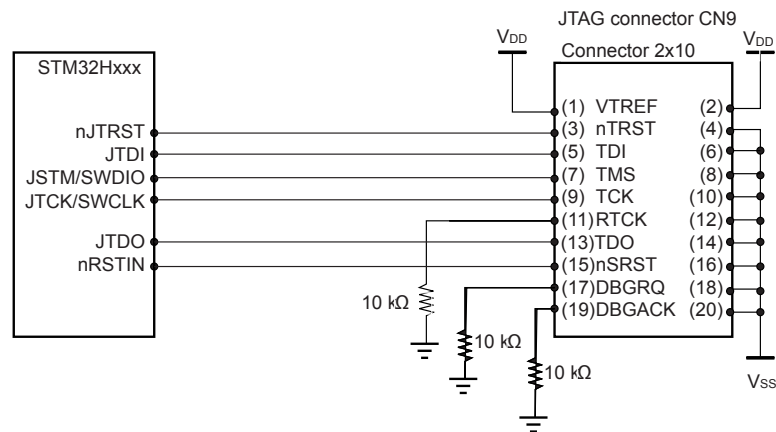 JTAG connector CN9
VDD
Connector 2x10
VDD
STM32Hxxx
(1) VTREF (2)
nJTRST (3) nTRST (4)
JTDI (5) TDI (6)
JSTM/SWDIO (7) TMS (8)
JTCK/SWCLK (9) TCK (10)
(11) RTCK (12)
JTDO (13)TDO (14)
nRSTIN (15)nSRST (16)
(17)DBGRQ (18)
10 kΩ (19)DBGACK (20)
10 kΩ
10 kΩ
VSS